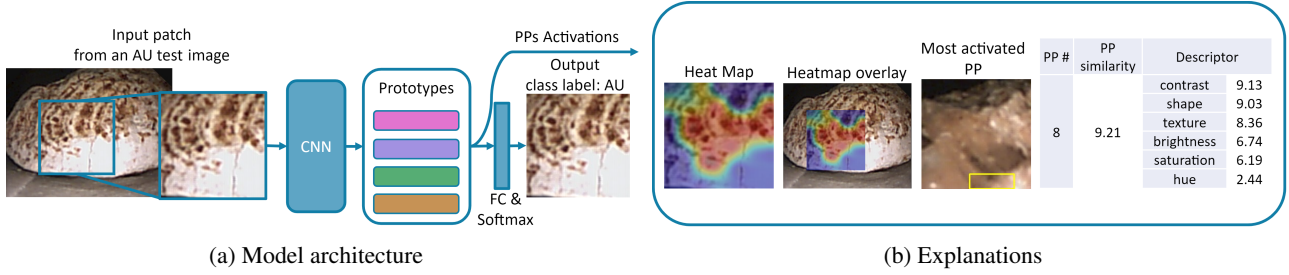 Input patch
from an AU test image
CNN
Prototypes
PPs Activations
Output
class label: AU
FC &
Softmax
(a) Model architecture
Heat Map
Heatmap overlay
Most activated
PP
PP #
PP
similarity
Descriptor
8
9.21
contrast 9.13
shape 9.03
texture 8.36
brightness 6.74
saturation 6.19
hue 2.44
(b) Explanations